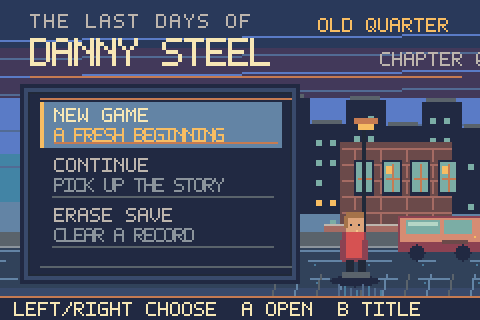 THE LAST DAYS OF
DANNY STEEL
OLD QUARTER
CHAPTER
NEW GAME
A FRESH BEGINNING
CONTINUE
PICK UP THE STORY
ERASE SAVE
CLEAR A RECORD
LEFT/RIGHT CHOOSE A OPEN B TITLE